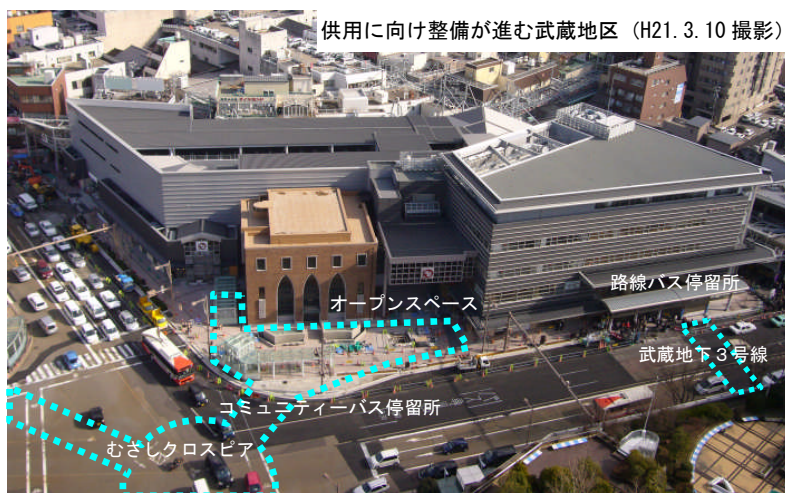 供用に向け整備が進む武蔵地区 (H21.3.10撮影)
路線バス停留所
オープンスペース
武蔵地下3号線
コミュニティーバス停留所
むさしクロスピア